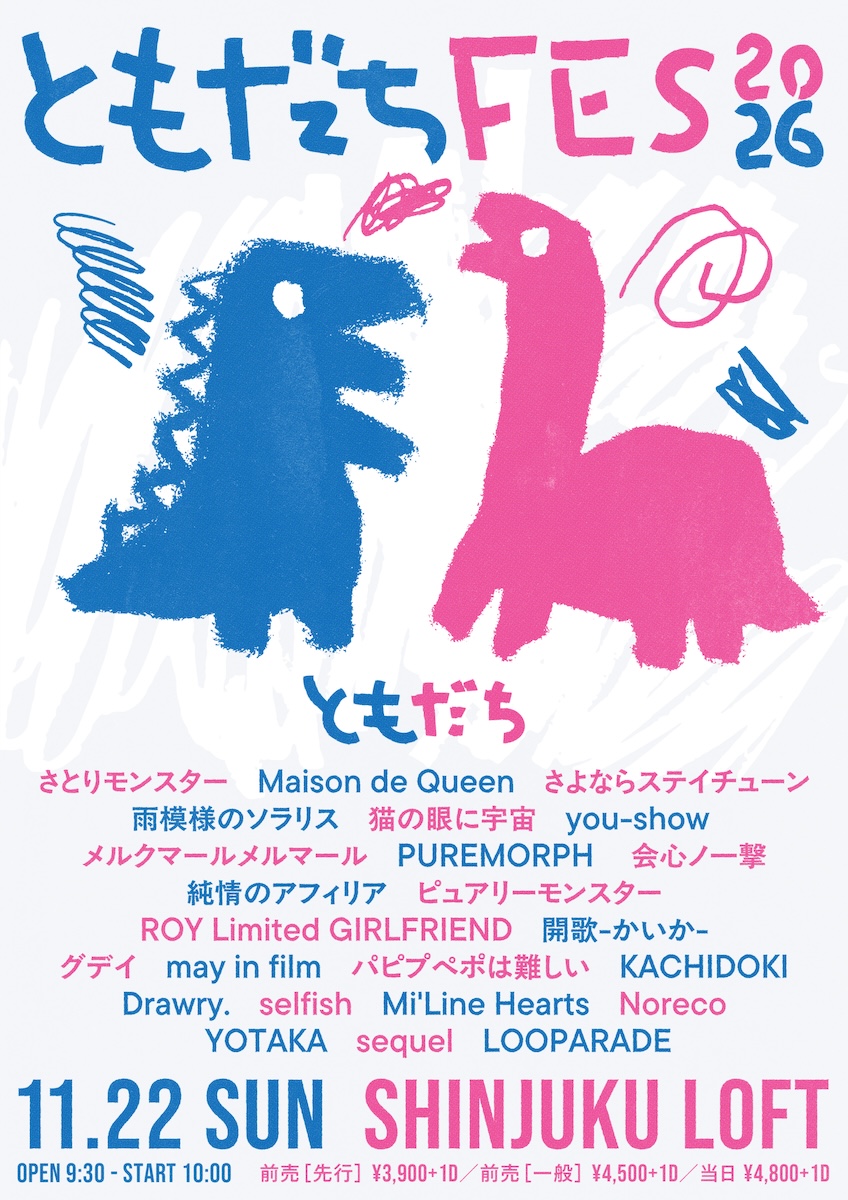 ともだちFES 2026
ともだち
さとりモンスター Maison de Queen さよならステイチューン
雨模様のソラリス 猫の眼に宇宙 you-show
メルクマールメルマール PUREMORPH 会心ノ一撃
純情のアフィリア ピュアリーモンスター
ROY Limited GIRLFRIEND 開歌-かいか-
グデイ may in film パピプペポは難しい KACHIDOKI
Drawry. selfish Mi'Line Hearts Noreco
YOTAKA sequel LOOPARADE
11.22 SUN SHINJUKU LOFT
OPEN 9:30 - START 10:00 前売[先行] ¥3,900+1D／前売[一般] ¥4,500+1D／当日 ¥4,800+1D